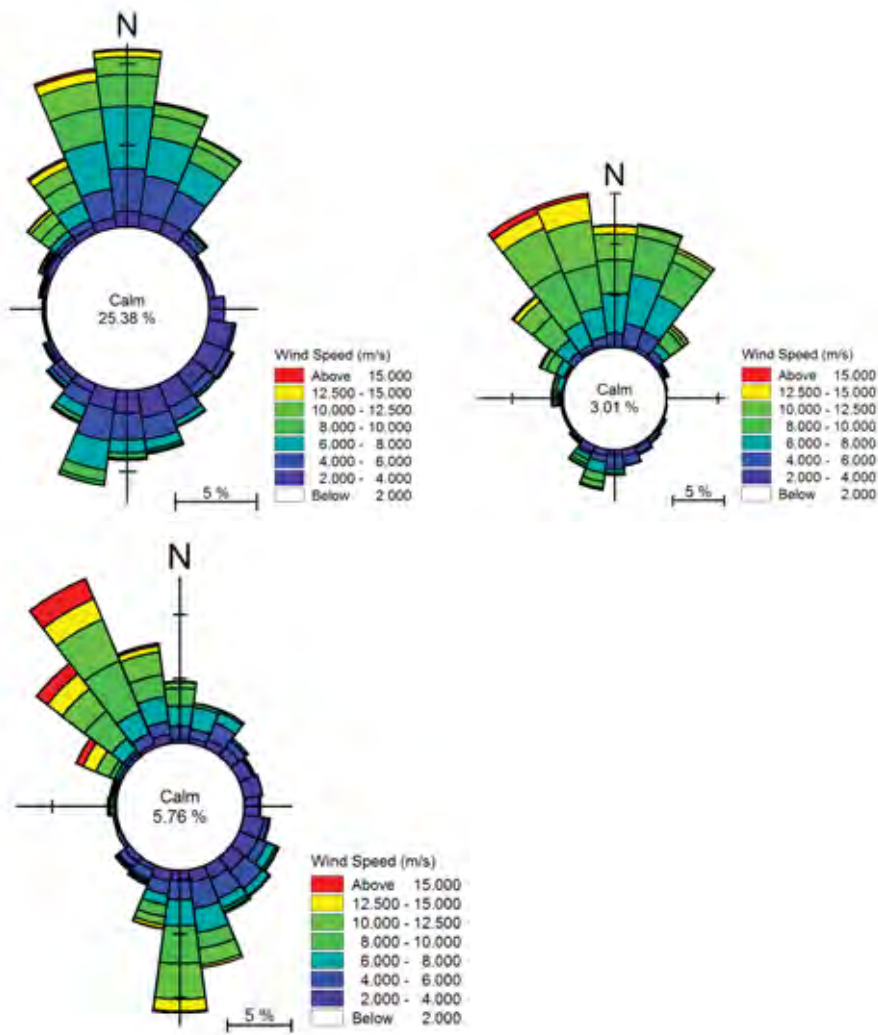 N
Calm
25.38 %
Wind Speed (m/s)
Above 15.000
12.500 - 15.000
10.000 - 12.500
8.000 - 10.000
6.000 - 8.000
4.000 - 6.000
2.000 - 4.000
Below 2.000
5 %
N
Calm
3.01 %
Wind Speed (m/s)
Above 15.000
12.500 - 15.000
10.000 - 12.500
8.000 - 10.000
6.000 - 8.000
4.000 - 6.000
2.000 - 4.000
Below 2.000
5 %
N
Calm
5.76 %
Wind Speed (m/s)
Above 15.000
12.500 - 15.000
10.000 - 12.500
8.000 - 10.000
6.000 - 8.000
4.000 - 6.000
2.000 - 4.000
Below 2.000
5 %